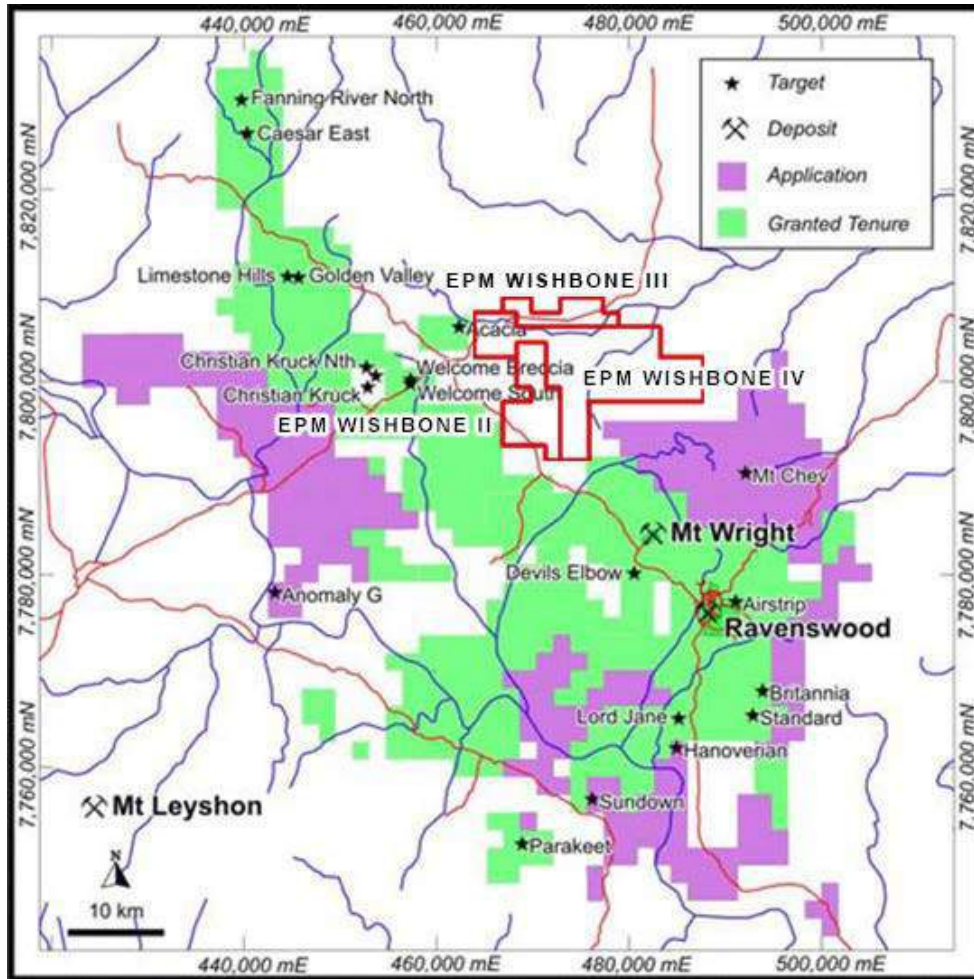 440,000 mE
460,000 mE
480,000 mE
500,000 mE
7,820,000 mN
7,800,000 mN
7,780,000 mN
7,760,000 mN
7,820,000 mN
7,800,000 mN
7,780,000 mN
7,760,000 mN
Target
Deposit
Application
Granted Tenure
Fanning River North
Caesar East
Limestone Hills
Golden Valley
EPM WISHBONE III
Acacia
Christian Kruck Nth
Welcome Breccia
EPM WISHBONE IV
Christian Kruck
Welcome South
EPM WISHBONE II
Mt Chev
Mt Wright
Devils Elbow
Anomaly G
Airstrip
Ravenswood
Britannia
Lord Jane
Standard
Hanoverian
Sundown
Mt Leyshon
Parakeet
N
10 km
440,000 mE
460,000 mE
480,000 mE
500,000 mE